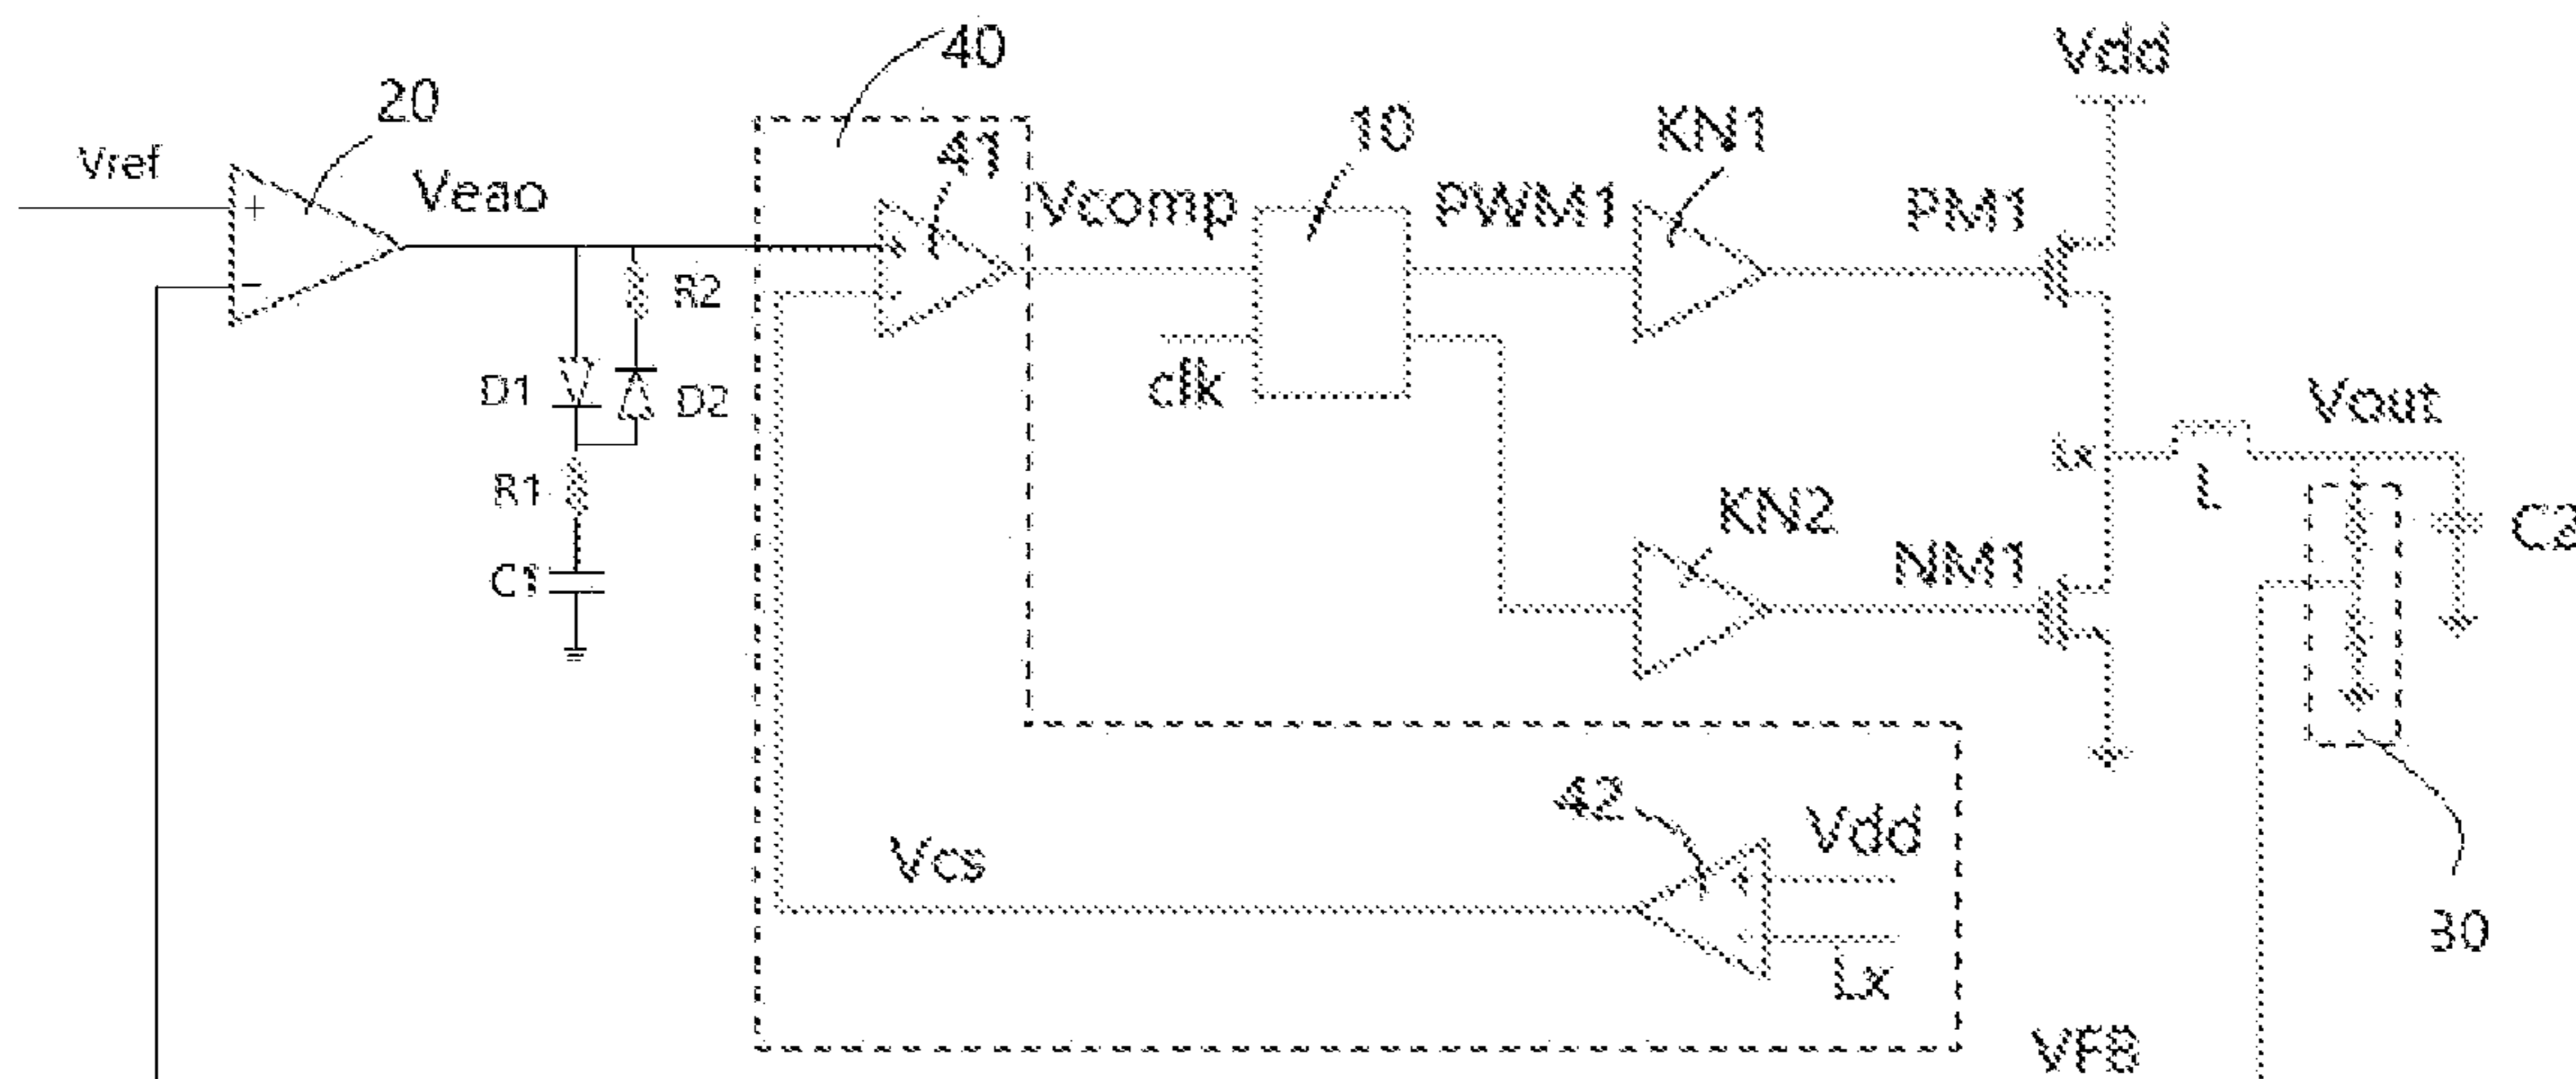 40
Vdd
20
10
KN1
Vref
41
Veao
Vcomp
PWM1
PM1
+
−
R2
D1
D2
clk
Vout
Lx
L
R1
KN2
C2
C1
NM1
42
Vdd
Vcs
30
Lx
VFB